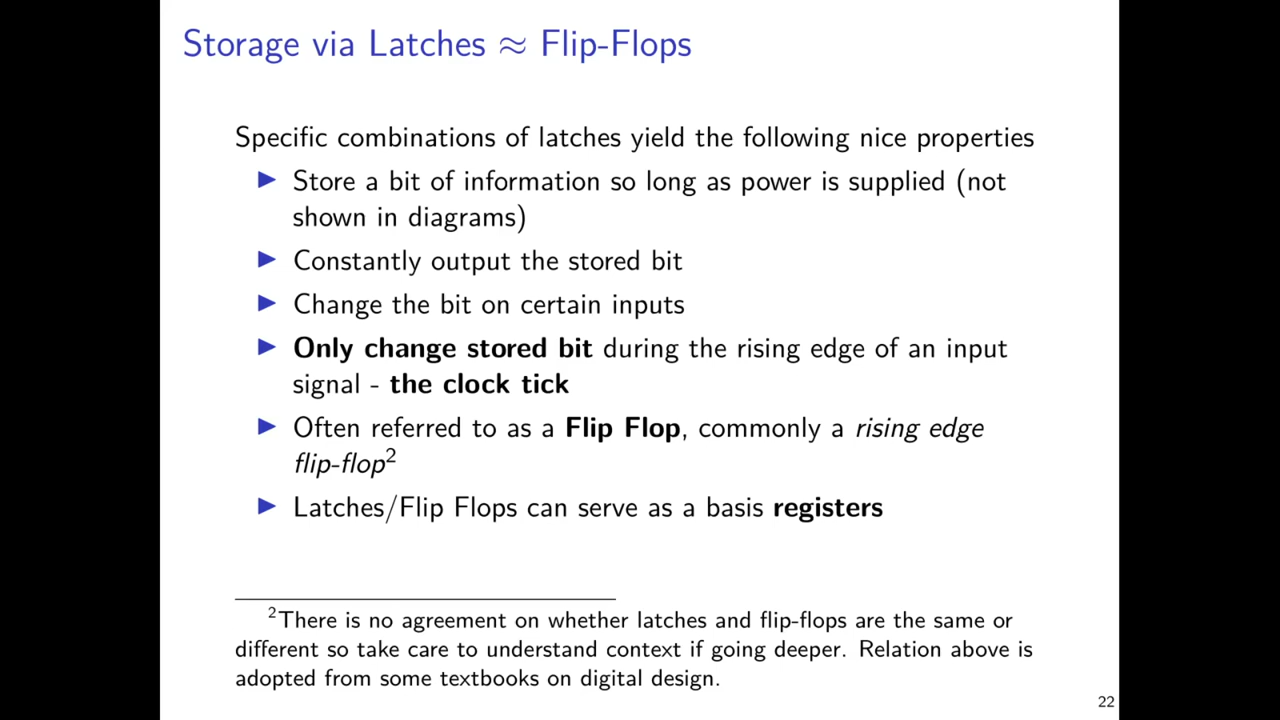 Storage via Latches ≈ Flip-Flops
Specific combinations of latches yield the following nice properties
▶ Store a bit of information so long as power is supplied (not
shown in diagrams)
▶ Constantly output the stored bit
▶ Change the bit on certain inputs
▶ Only change stored bit during the rising edge of an input
signal - the clock tick
▶ Often referred to as a Flip Flop, commonly a rising edge
flip-flop²
▶ Latches/Flip Flops can serve as a basis registers
²There is no agreement on whether latches and flip-flops are the same or
different so take care to understand context if going deeper. Relation above is
adopted from some textbooks on digital design.
22